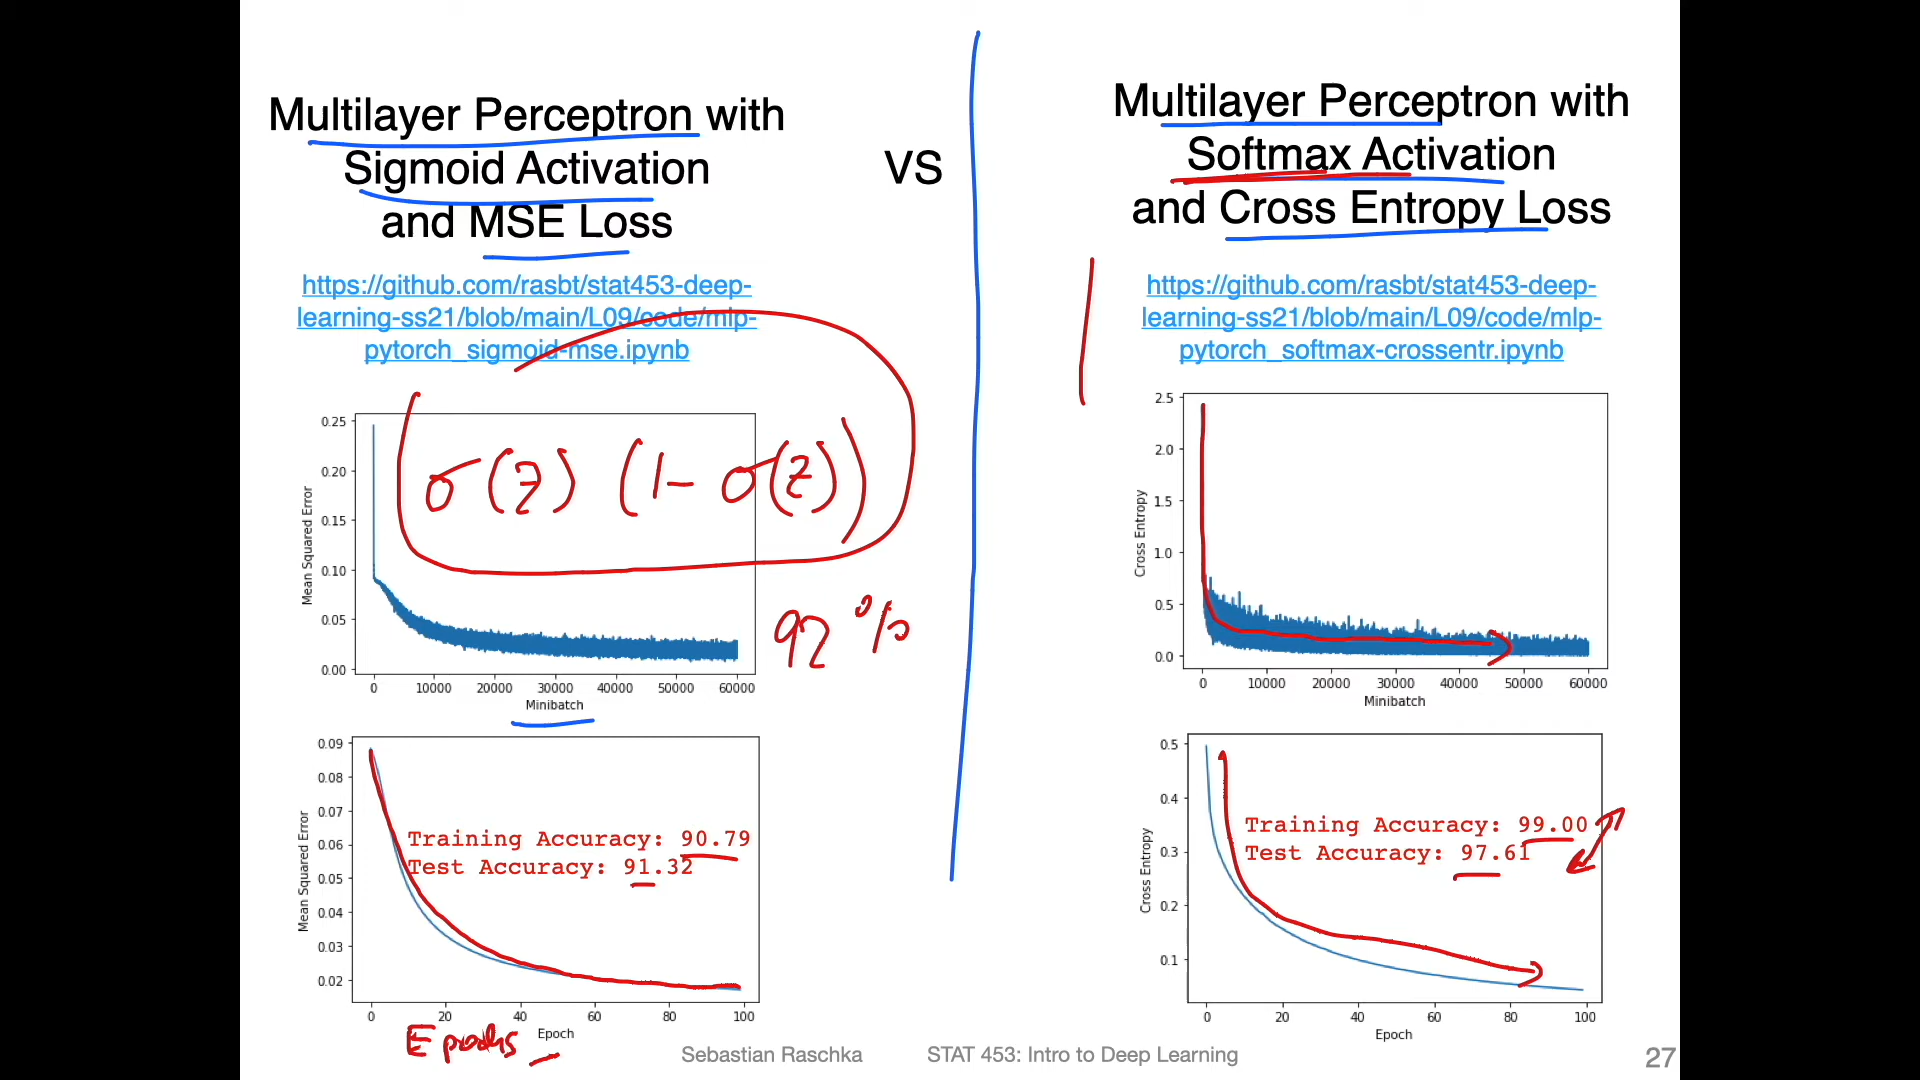 Multilayer Perceptron with
Sigmoid Activation
and MSE Loss
VS
Multilayer Perceptron with
Softmax Activation
and Cross Entropy Loss
https://github.com/rasbt/stat453-deep-
learning-ss21/blob/main/L09/code/mlp-
pytorch_sigmoid-mse.ipynb
https://github.com/rasbt/stat453-deep-
learning-ss21/blob/main/L09/code/mlp-
pytorch_softmax-crossentr.ipynb
0.25
0.20
0.15
0.10
0.05
0.00
Mean Squared Error
σ(z) (1 - σ(z))
92 %
0 10000 20000 30000 40000 50000 60000
Minibatch
2.5
2.0
1.5
1.0
0.5
0.0
Cross Entropy
0 10000 20000 30000 40000 50000 60000
Minibatch
0.09
0.08
0.07
0.06
0.05
0.04
0.03
0.02
Mean Squared Error
Training Accuracy: 90.79
Test Accuracy: 91.32
0 20 40 60 80 100
Epoch
Epochs
0.5
0.4
0.3
0.2
0.1
Cross Entropy
Training Accuracy: 99.00
Test Accuracy: 97.61
0 20 40 60 80 100
Epoch
Sebastian Raschka STAT 453: Intro to Deep Learning 27